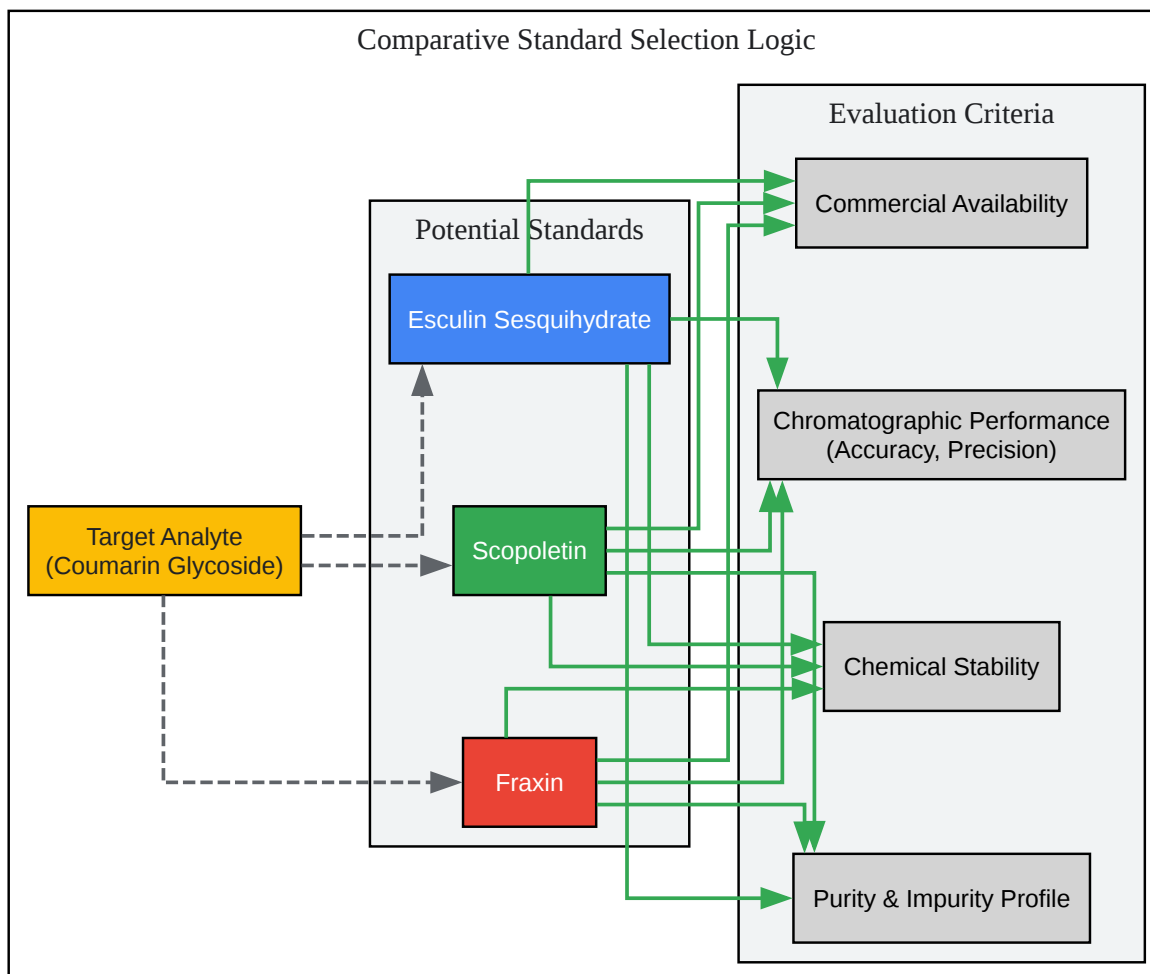 Comparative Standard Selection Logic
Evaluation Criteria
Commercial Availability
Potential Standards
Esculin Sesquihydrate
Chromatographic Performance
(Accuracy, Precision)
Target Analyte
(Coumarin Glycoside)
Scopoletin
Chemical Stability
Fraxin
Purity & Impurity Profile